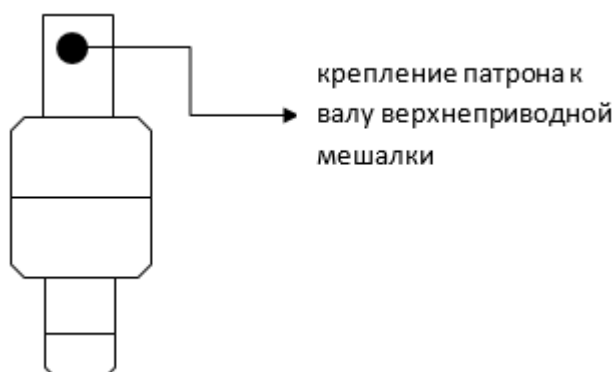 крепление патрона к
валу верхнеприводной
мешалки